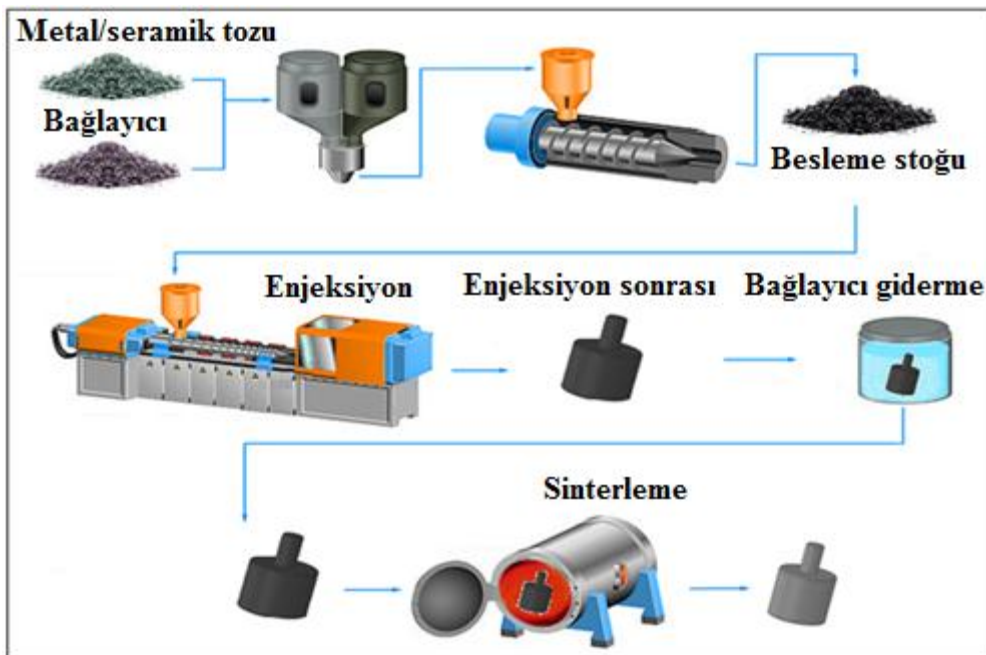 Metal/seramik tozu
Bağlayıcı
Besleme stoğu
Enjeksiyon
Enjeksiyon sonrası
Bağlayıcı giderme
Sinterleme